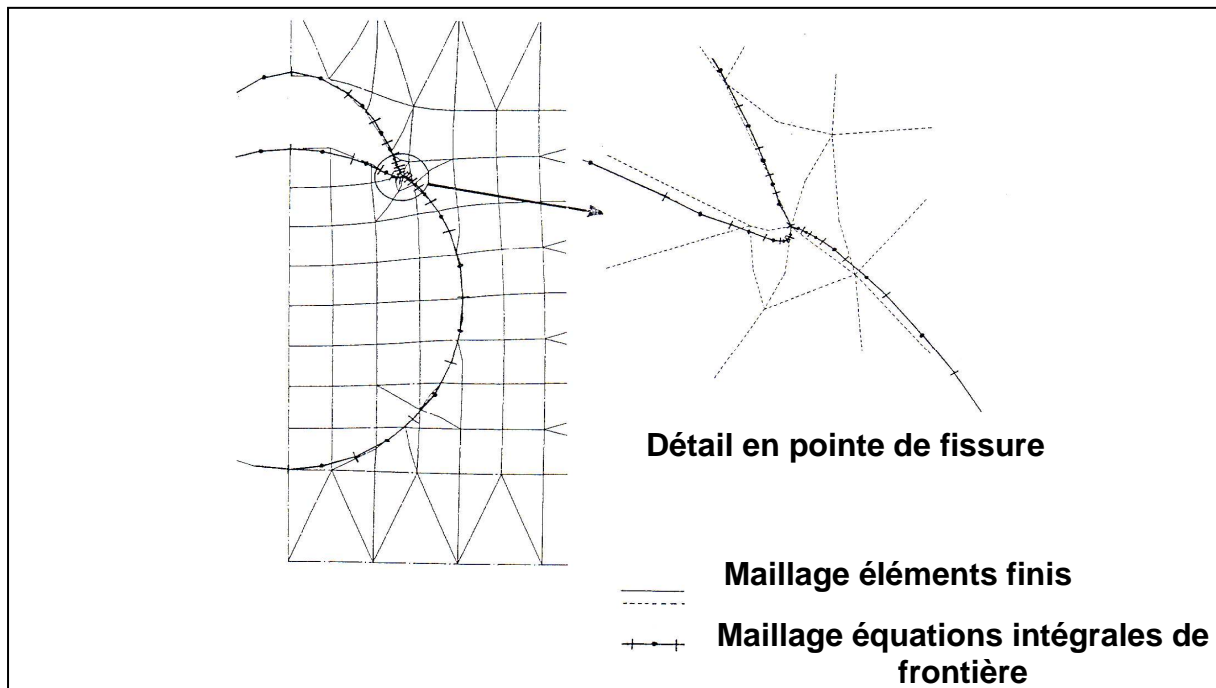 Détail en pointe de fissure
Maillage éléments finis
Maillage équations intégrales de
frontière